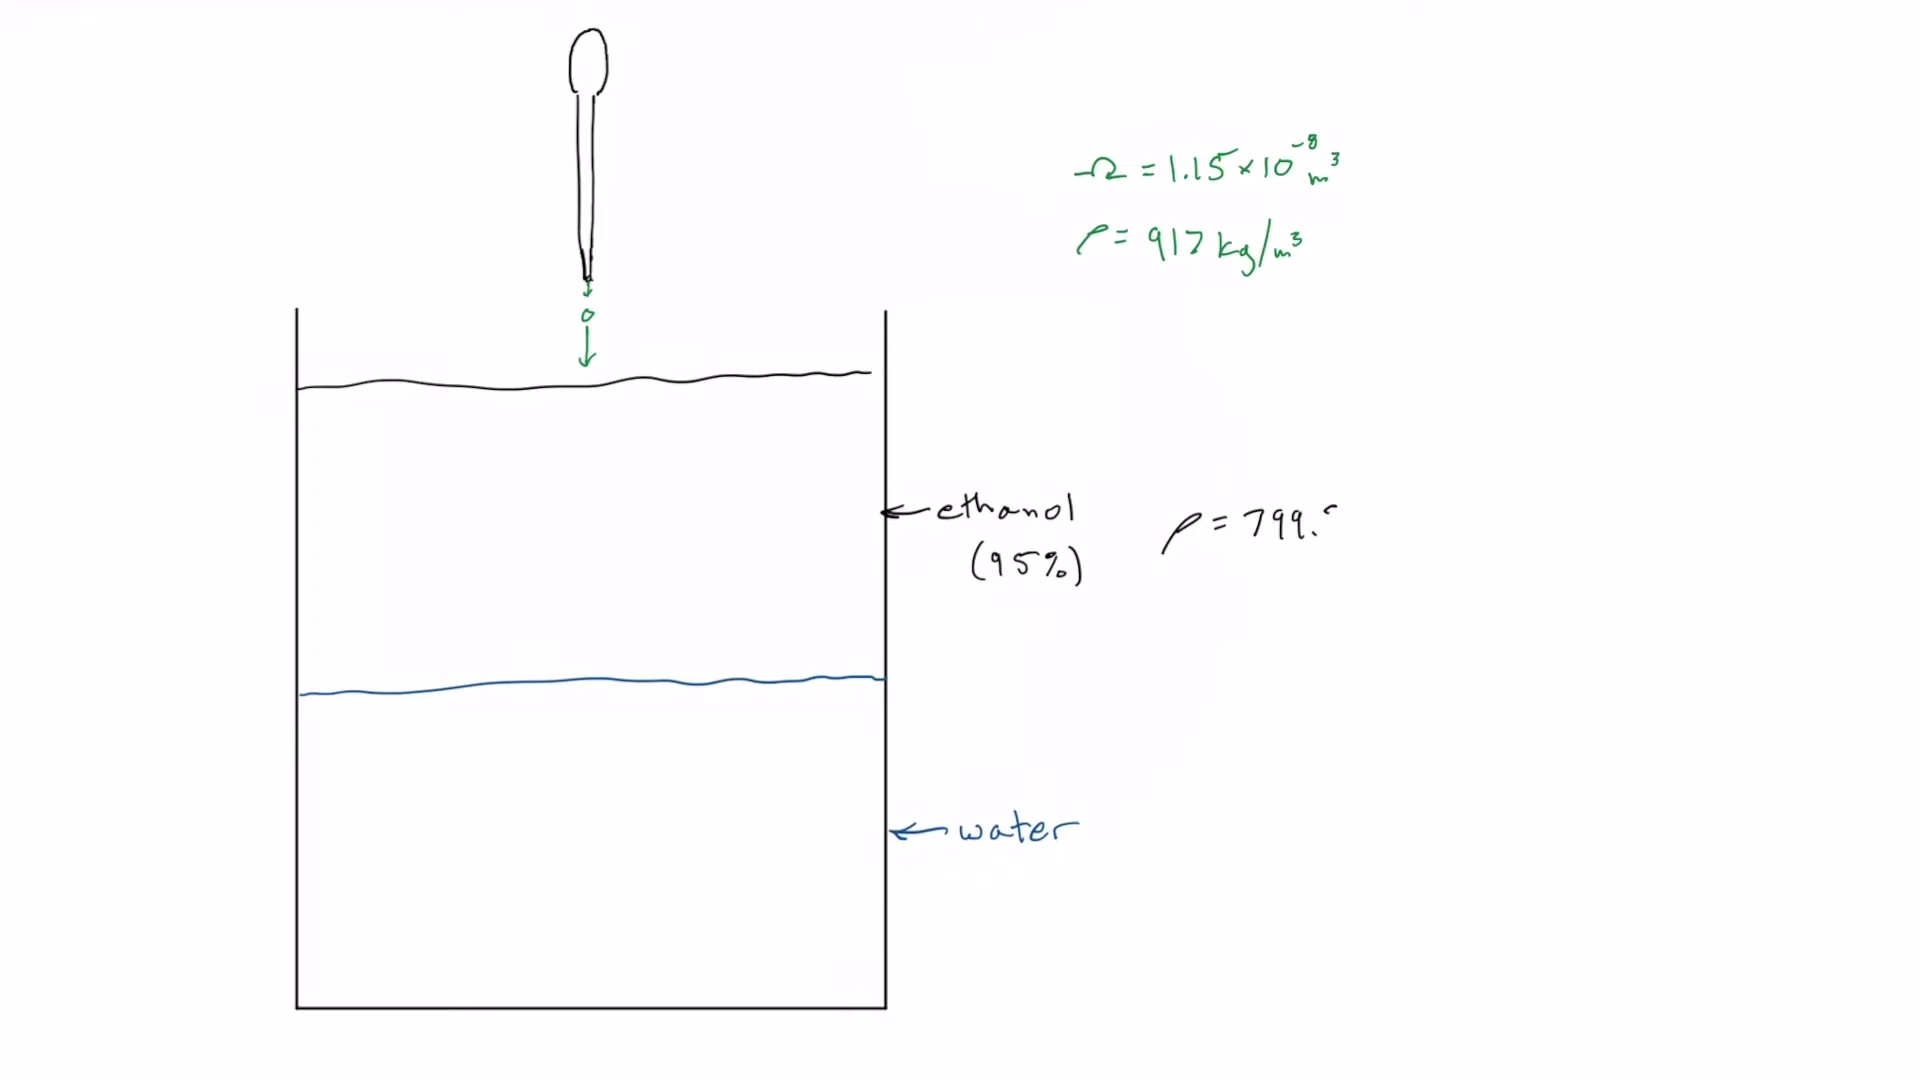 Ω = 1.15 × 10⁻⁸ m³
ρ = 917 kg/m³
ethanol ρ = 799.
(95%)
water